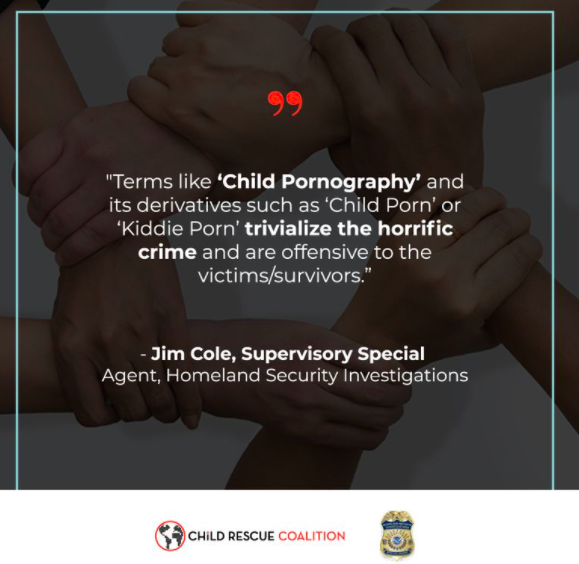 "Terms like ‘Child Pornography’ and
its derivatives such as ‘Child Porn’ or
‘Kiddie Porn’ trivialize the horrific
crime and are offensive to the
victims/survivors.”
- Jim Cole, Supervisory Special
Agent, Homeland Security Investigations
CHiLD RESCUE COALITION